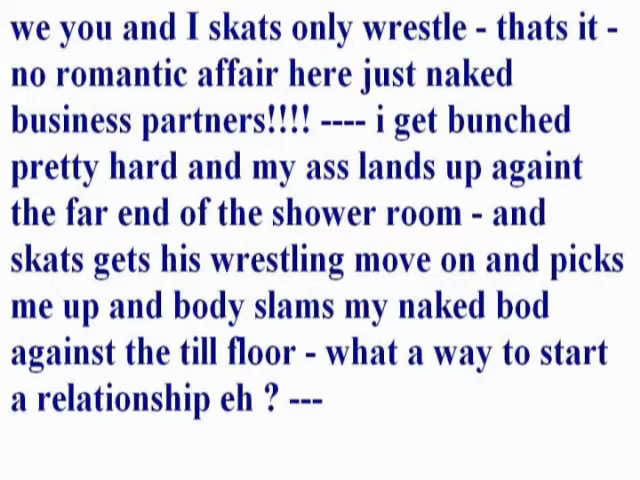 we you and I skats only wrestle - thats it -
no romantic affair here just naked
business partners!!!! ---- i get bunched
pretty hard and my ass lands up againt
the far end of the shower room - and
skats gets his wrestling move on and picks
me up and body slams my naked bod
against the till floor - what a way to start
a relationship eh ? ---